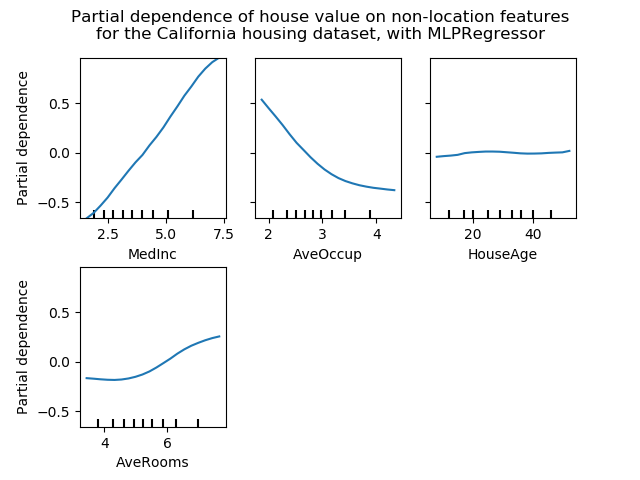 Partial dependence of house value on non-location features
for the California housing dataset, with MLPRegressor
Partial dependence
0.5
0.0
−0.5
2.5 5.0 7.5
MedInc
2 3 4
AveOccup
20 40
HouseAge
Partial dependence
0.5
0.0
−0.5
4 6
AveRooms